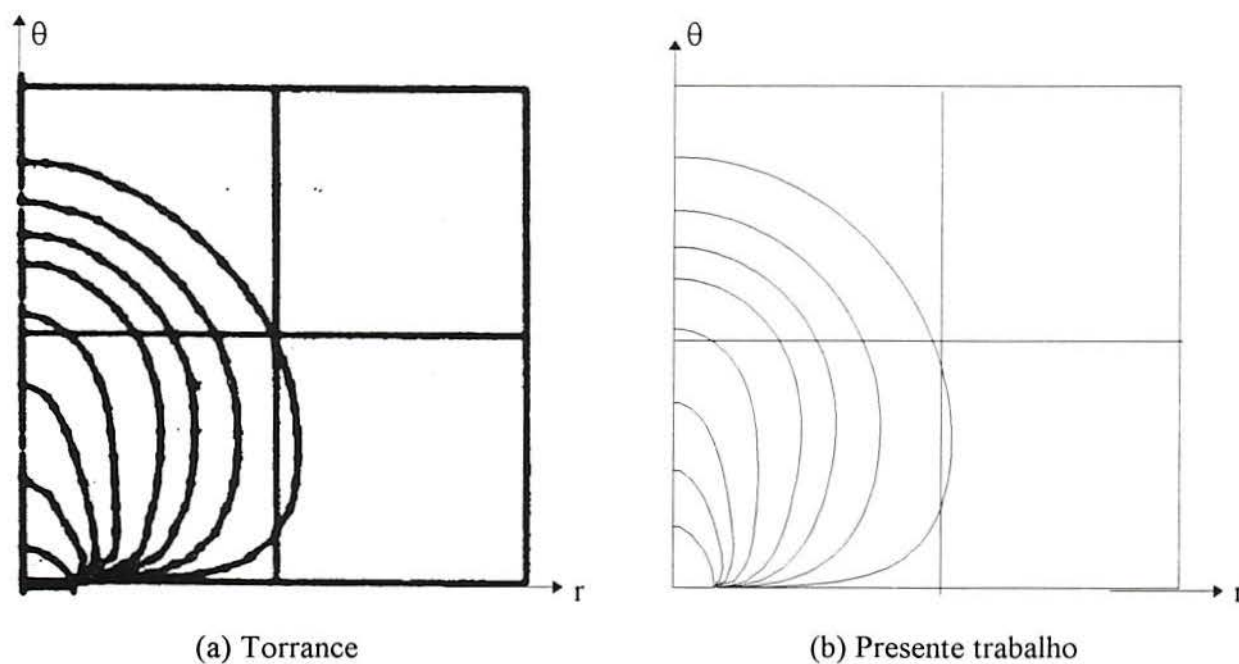 θ
r
(a) Torrance
θ
r
(b) Presente trabalho